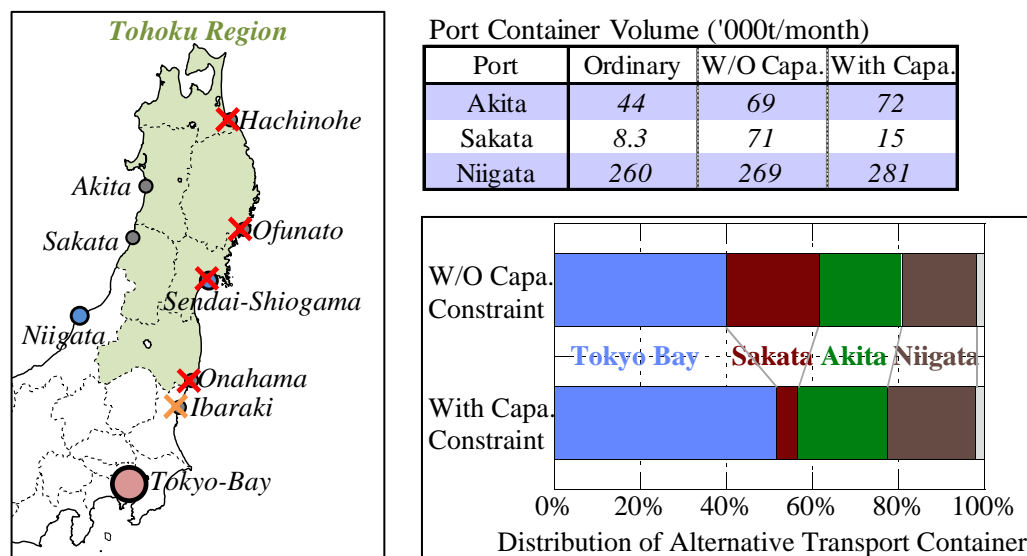 Tohoku Region
Hachinohe
Akita
Ofunato
Sakata
Sendai-Shiogama
Niigata
Onahama
Ibaraki
Tokyo-Bay
Port Container Volume ('000t/month)
Port Ordinary W/O Capa. With Capa.
Akita 44 69 72
Sakata 8.3 71 15
Niigata 260 269 281
W/O Capa.
Constraint
Tokyo Bay Sakata Akita Niigata
With Capa.
Constraint
0% 20% 40% 60% 80% 100%
Distribution of Alternative Transport Container